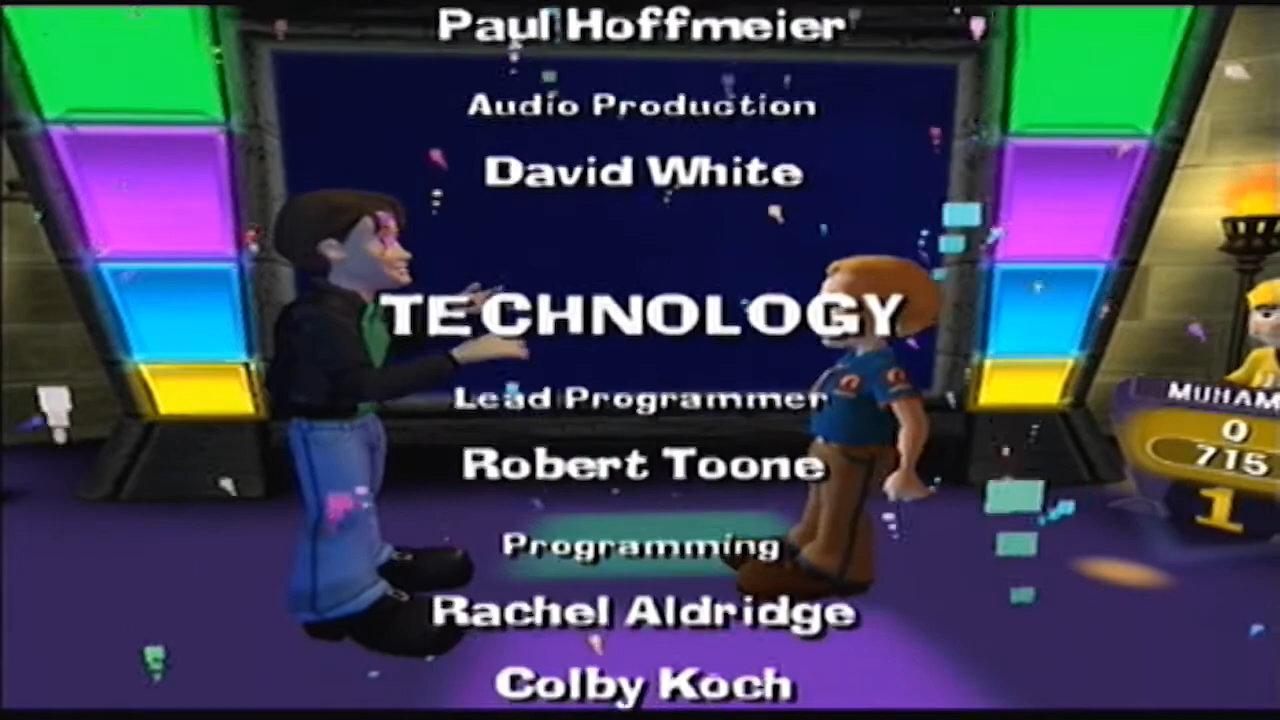 Paul Hoffmeier
Audio Production
David White
TECHNOLOGY
Lead Programmer
Robert Toone
Programming
Rachel Aldridge
Colby Koch
MUHAM
0
715
1